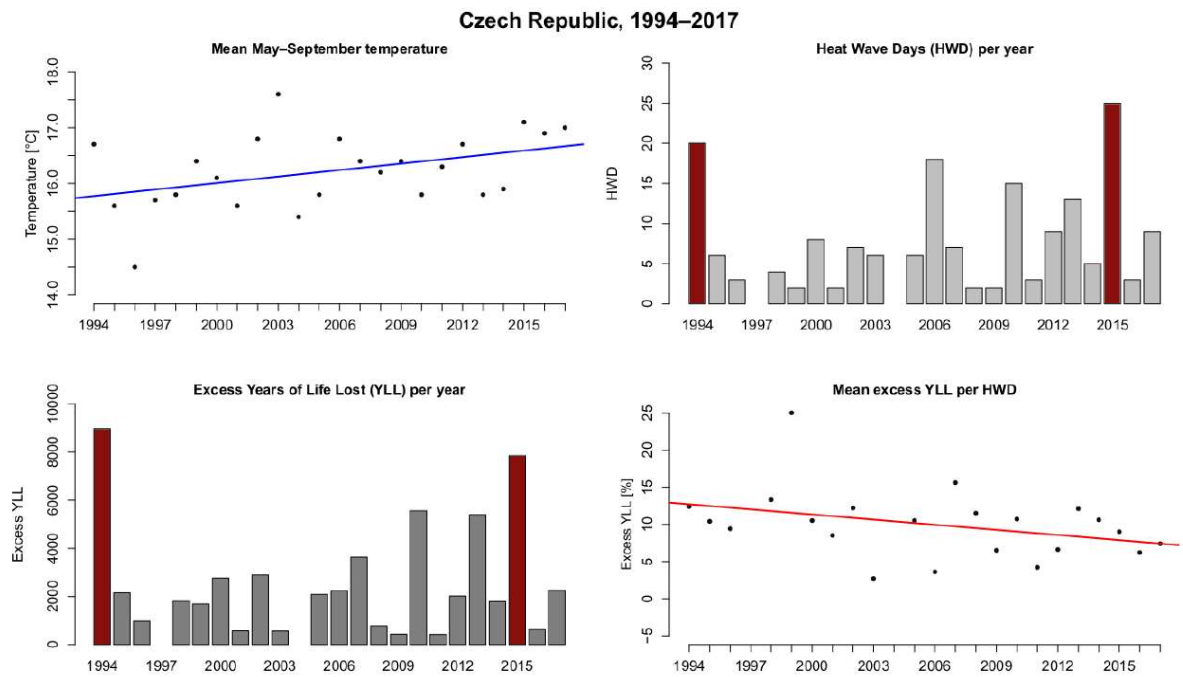 Czech Republic, 1994–2017
Mean May–September temperature
Temperature [°C]
18.0
17.0
16.0
15.0
14.0
1994 1997 2000 2003 2006 2009 2012 2015
Heat Wave Days (HWD) per year
HWD
30
25
20
15
10
5
0
1994 1997 2000 2003 2006 2009 2012 2015
Excess Years of Life Lost (YLL) per year
Excess YLL
10000
8000
6000
4000
2000
0
1994 1997 2000 2003 2006 2009 2012 2015
Mean excess YLL per HWD
Excess YLL [%]
25
20
15
10
5
0
−5
1994 1997 2000 2003 2006 2009 2012 2015